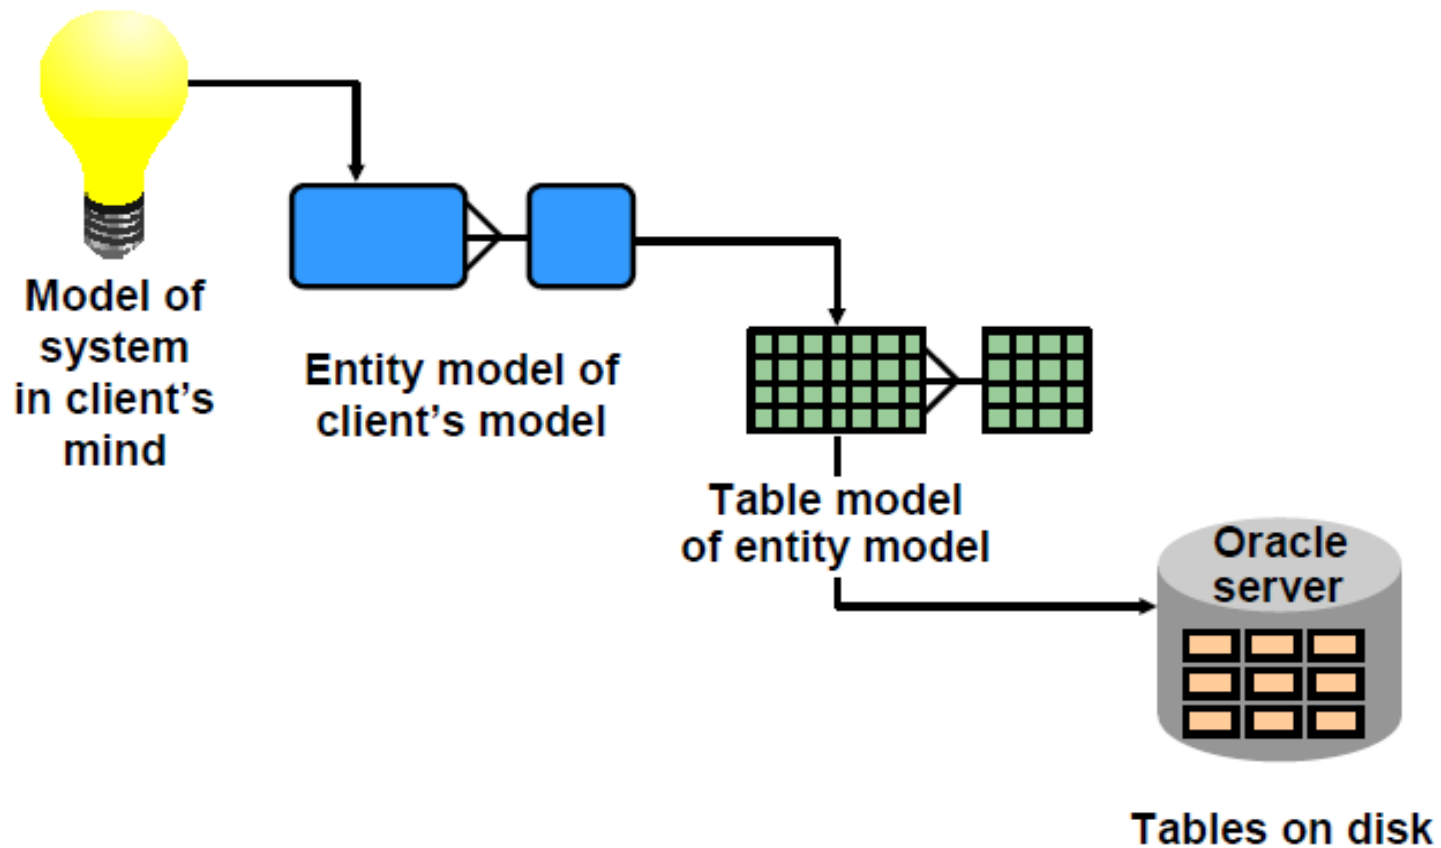 Model of
system
in client's
mind
Entity model of
client's model
Table model
of entity model
Oracle
server
Tables on disk